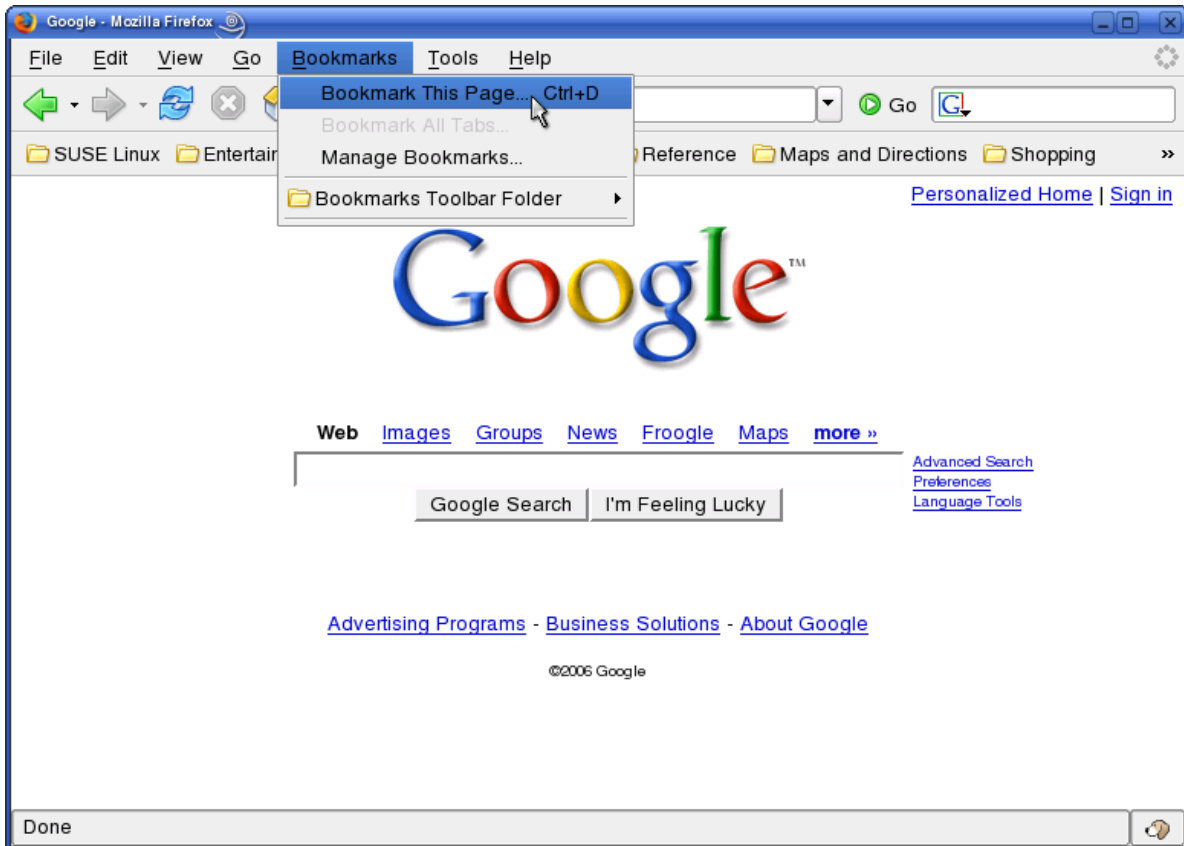 Google - Mozilla Firefox
File Edit View Go Bookmarks Tools Help
Bookmark This Page... Ctrl+D
Go G
Bookmark All Tabs...
SUSE Linux Entertain Manage Bookmarks... Reference Maps and Directions Shopping »
Bookmarks Toolbar Folder
Personalized Home | Sign in
Google™
Web Images Groups News Froogle Maps more »
Advanced Search
Preferences
Language Tools
Google Search I'm Feeling Lucky
Advertising Programs - Business Solutions - About Google
©2006 Google
Done